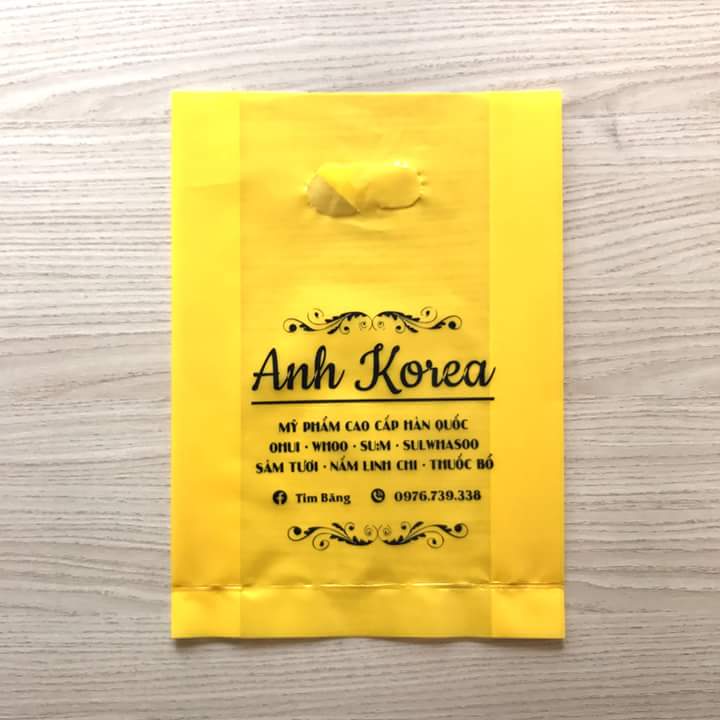 Anh Korea
MỸ PHẨM CAO CẤP HÀN QUỐC
OHUI · WHOO · SU:M · SULWHASOO
SÂM TƯƠI · NẤM LINH CHI · THUỐC BỔ
Tim Băng 0976.739.338